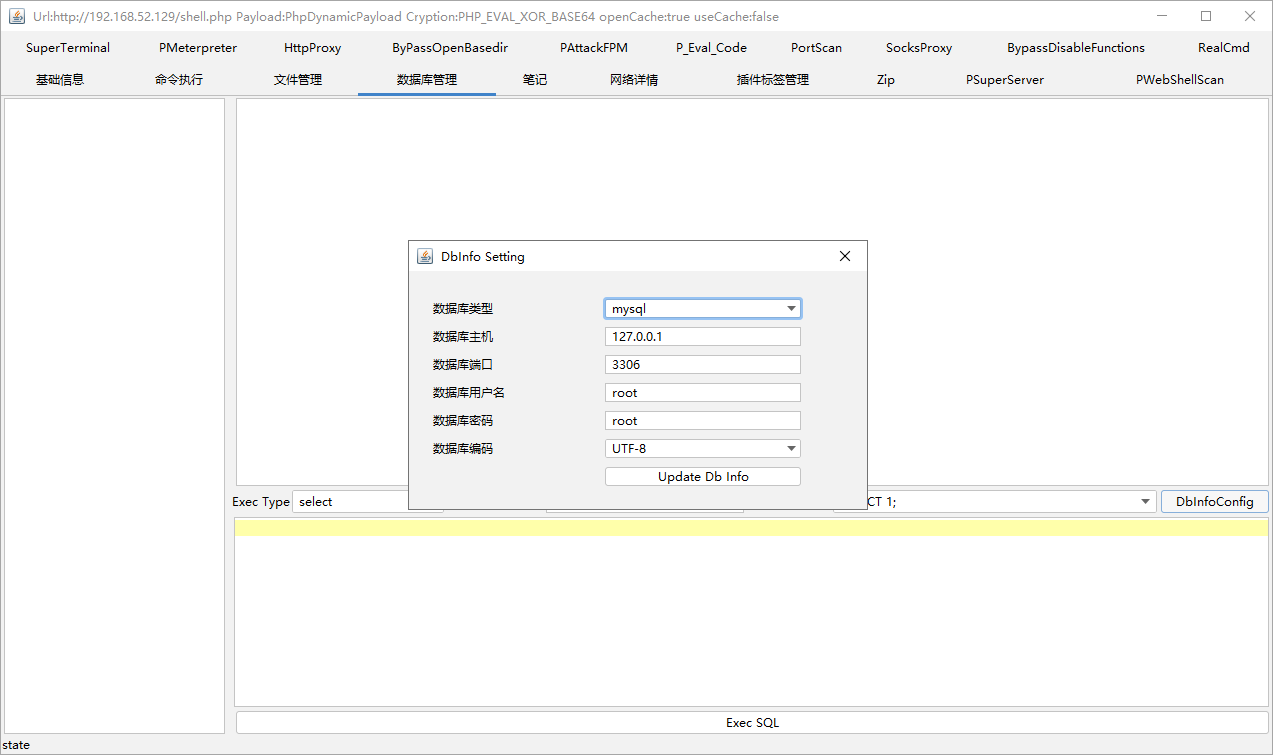 Url:http://192.168.52.129/shell.php Payload:PhpDynamicPayload Cryption:PHP_EVAL_XOR_BASE64 openCache:true useCache:false
SuperTerminal PMeterpreter HttpProxy ByPassOpenBasedir PAttackFPM P_Eval_Code PortScan SocksProxy BypassDisableFunctions RealCmd
基础信息 命令执行 文件管理 数据库管理 笔记 网络详情 插件标签管理 Zip PSuperServer PWebShellScan
DbInfo Setting
数据库类型 mysql
数据库主机 127.0.0.1
数据库端口 3306
数据库用户名 root
数据库密码 root
数据库编码 UTF-8
Update Db Info
Exec Type select CT 1; DbInfoConfig
Exec SQL
state